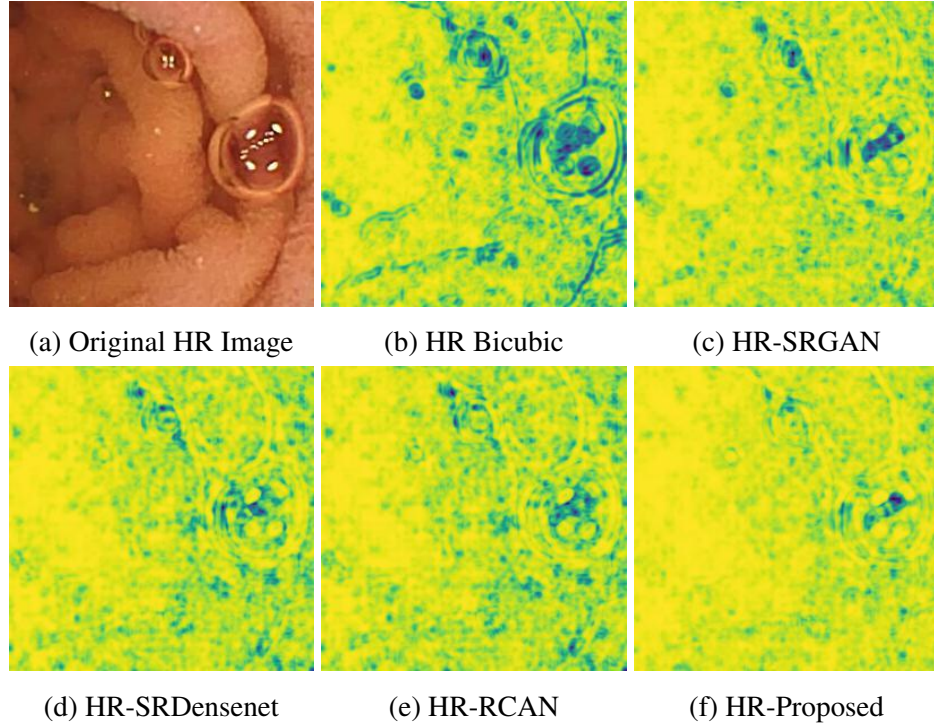 (a) Original HR Image
(b) HR Bicubic
(c) HR-SRGAN
(d) HR-SRDensenet
(e) HR-RCAN
(f) HR-Proposed